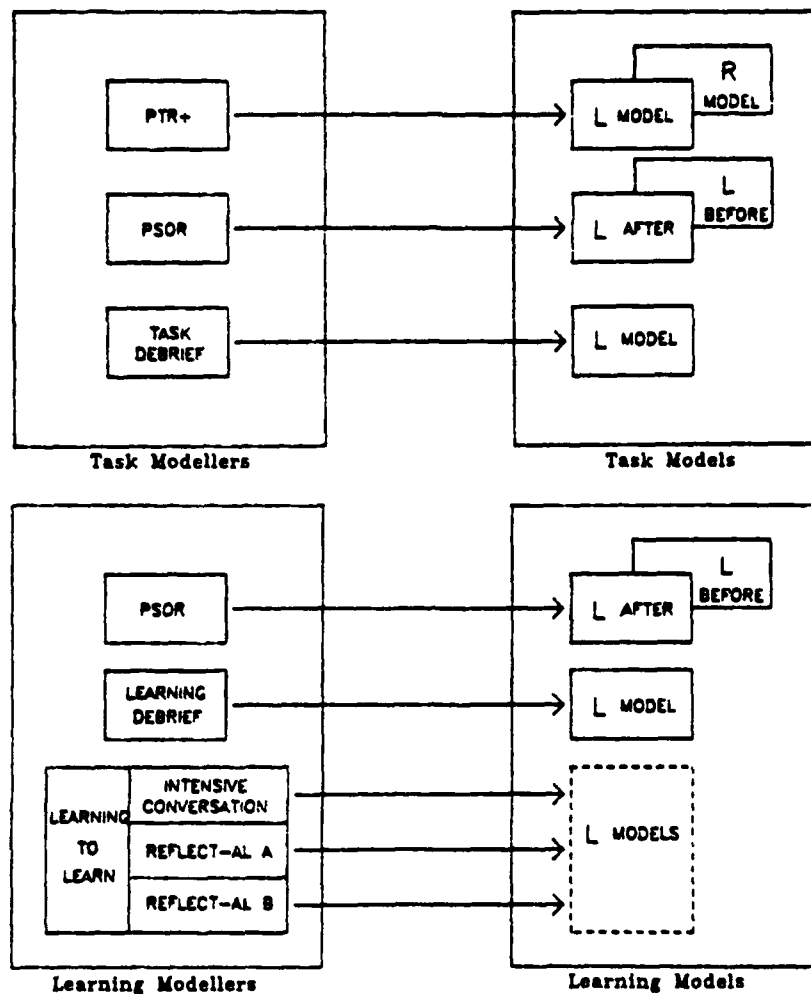 PTR+
R
MODEL
L MODEL
PSOR
L
BEFORE
L AFTER
TASK
DEBRIEF
L MODEL
Task Modellers
Task Models
PSOR
L
BEFORE
L AFTER
LEARNING
DEBRIEF
L MODEL
LEARNING
TO
LEARN
INTENSIVE
CONVERSATION
REFLECT-AL A
REFLECT-AL B
L MODELS
Learning Modellers
Learning Models